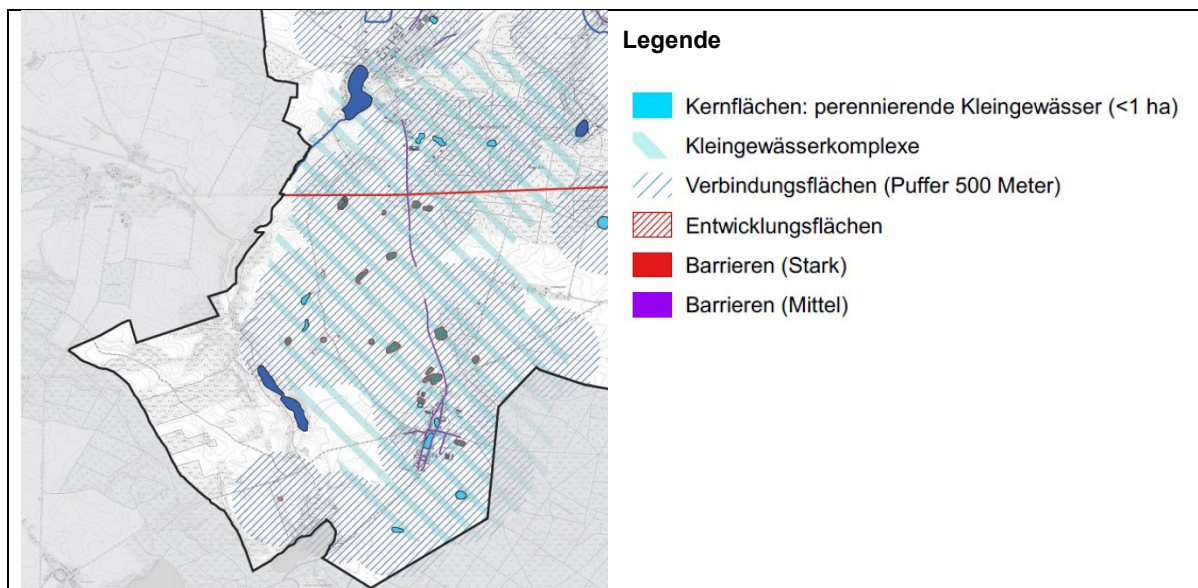 Legende
Kernflächen: perennierende Kleingewässer (<1 ha)
Kleingewässerkomplexe
Verbindungsflächen (Puffer 500 Meter)
Entwicklungsflächen
Barrieren (Stark)
Barrieren (Mittel)